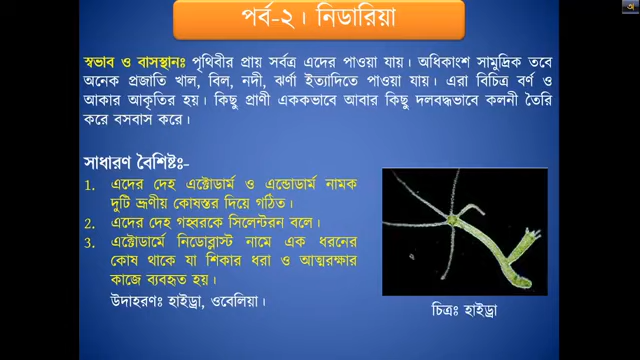 পর্ব-২। নিডারিয়া
স্বভাব ও বাসস্থানঃ পৃথিবীর প্রায় সর্বত্র এদের পাওয়া যায়। অধিকাংশ সামুদ্রিক তবে
অনেক প্রজাতি খাল, বিল, নদী, ঝর্ণা ইত্যাদিতে পাওয়া যায়। এরা বিচিত্র বর্ণ ও
আকার আকৃতির হয়। কিছু প্রাণী এককভাবে আবার কিছু দলবদ্ধভাবে কলনী তৈরি
করে বসবাস করে।
সাধারণ বৈশিষ্টঃ-
1. এদের দেহ এক্টোডার্ম ও এন্ডোডার্ম নামক
দুটি ভ্রূণীয় কোষস্তর দিয়ে গঠিত।
2. এদের দেহ গহ্বরকে সিলেন্টরন বলে।
3. এক্টোডার্মে নিডোব্লাস্ট নামে এক ধরনের
কোষ থাকে যা শিকার ধরা ও আত্মরক্ষার
কাজে ব্যবহৃত হয়।
উদাহরণঃ হাইড্রা, ওবেলিয়া।
চিত্রঃ হাইড্রা